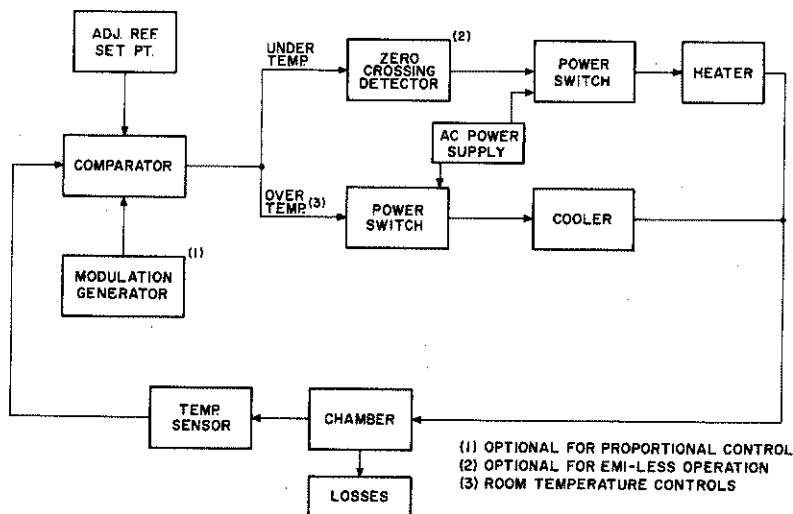 ADJ. REF.
SET PT.
UNDER
TEMP.
(2)
ZERO
CROSSING
DETECTOR
POWER
SWITCH
HEATER
COMPARATOR
AC POWER
SUPPLY
OVER
TEMP. (3)
POWER
SWITCH
COOLER
(1)
MODULATION
GENERATOR
TEMP.
SENSOR
CHAMBER
LOSSES
(1) OPTIONAL FOR PROPORTIONAL CONTROL
(2) OPTIONAL FOR EMI-LESS OPERATION
(3) ROOM TEMPERATURE CONTROLS